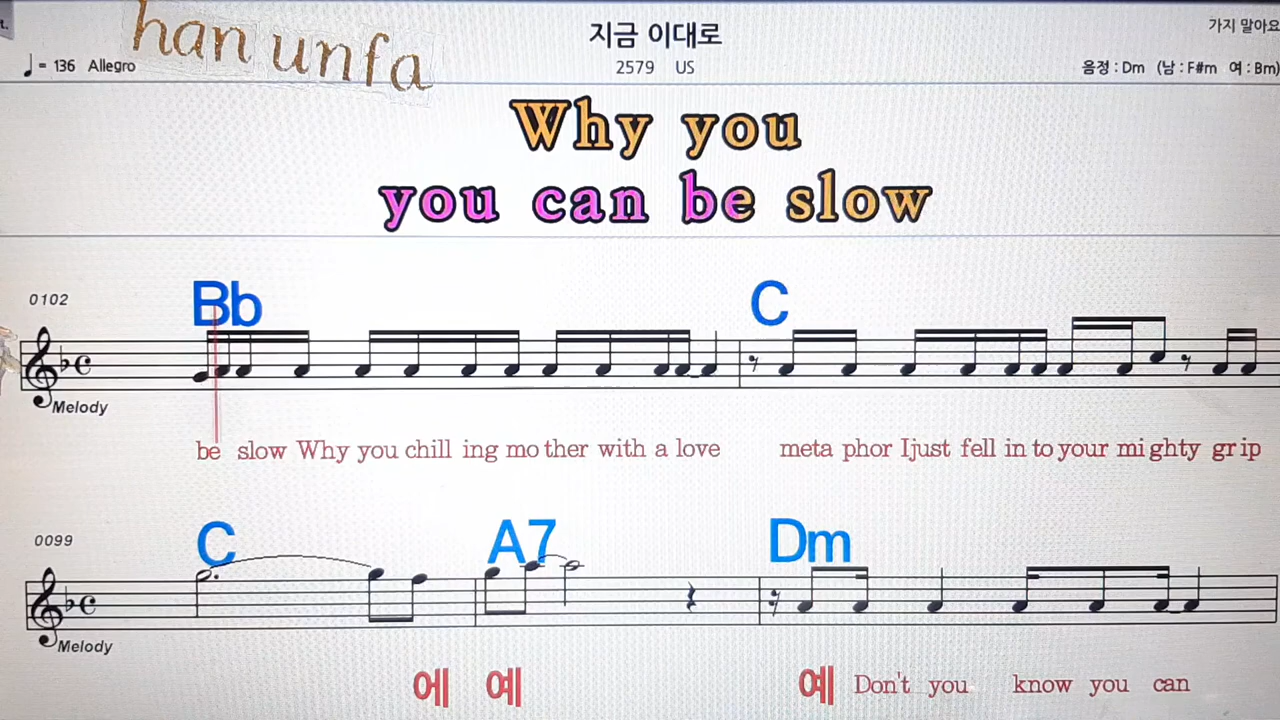 t.
han unfa
지금 이대로
가지 말아요
♩ = 136 Allegro
2579 US
음정 : Dm (남 : F#m 여 : Bm)
Why you
you can be slow
0102
Bb C
Melody
be slow Why you chill ing mo ther with a love meta phor I just fell in to your mi ghty gr ip
0099
C A7 Dm
Melody
에 예 예 Don't you know you can